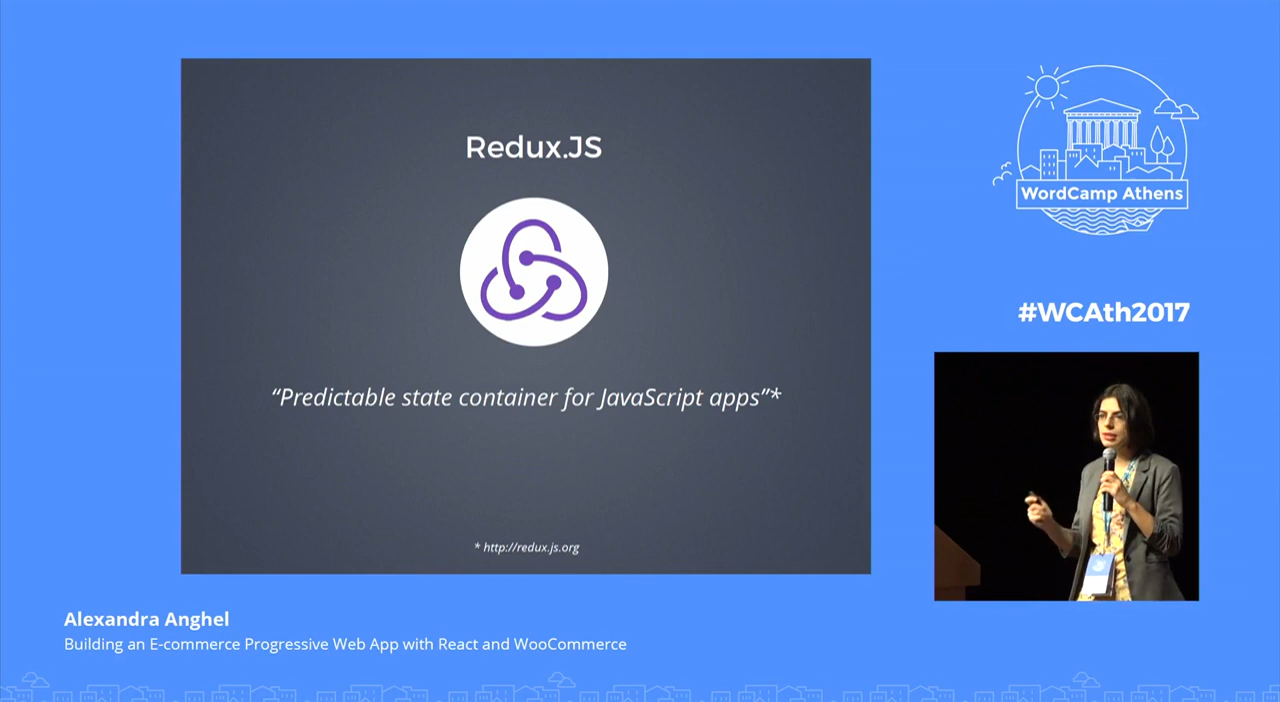 Redux.JS
“Predictable state container for JavaScript apps”*
* http://redux.js.org
WordCamp Athens
#WCAth2017
Alexandra Anghel
Building an E-commerce Progressive Web App with React and WooCommerce